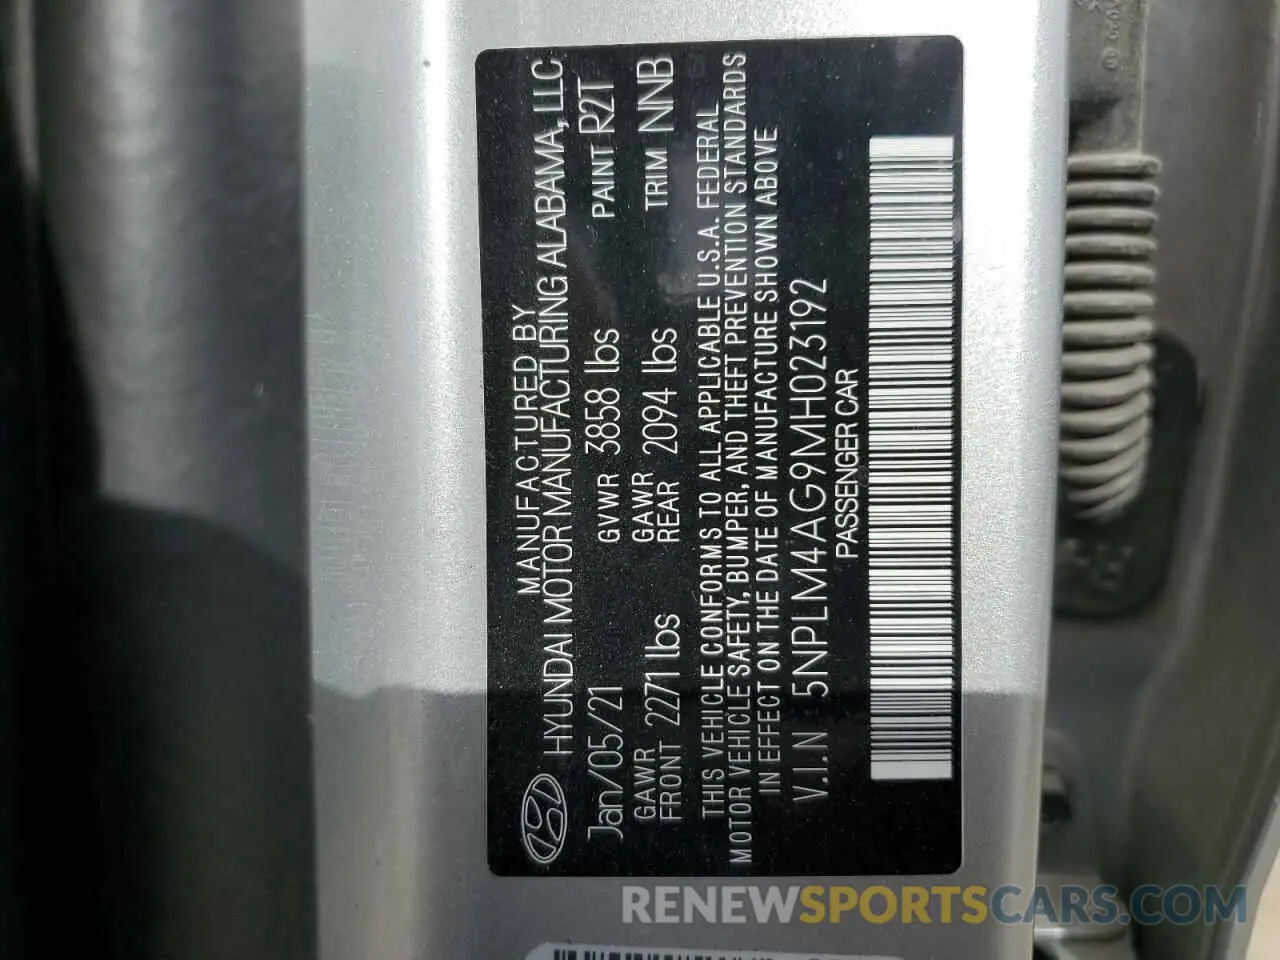 MANUFACTURED BY
HYUNDAI MOTOR MANUFACTURING ALABAMA, LLC
Jan/05/21 GVWR 3858 lbs PAINT R2T
GAWR FRONT 2271 lbs GAWR REAR 2094 lbs TRIM NNB
THIS VEHICLE CONFORMS TO ALL APPLICABLE U.S.A. FEDERAL
MOTOR VEHICLE SAFETY, BUMPER, AND THEFT PREVENTION STANDARDS
IN EFFECT ON THE DATE OF MANUFACTURE SHOWN ABOVE
V.I.N : 5NPLM4AG9MH023192
PASSENGER CAR
RENEWSPORTSCARS.COM